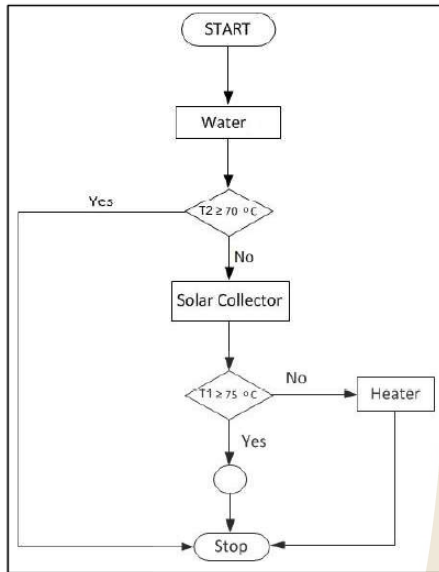 START
Water
Yes
T2 ≥ 70 °C
No
Solar Collector
T1 ≥ 75 °C
No
Heater
Yes
Stop